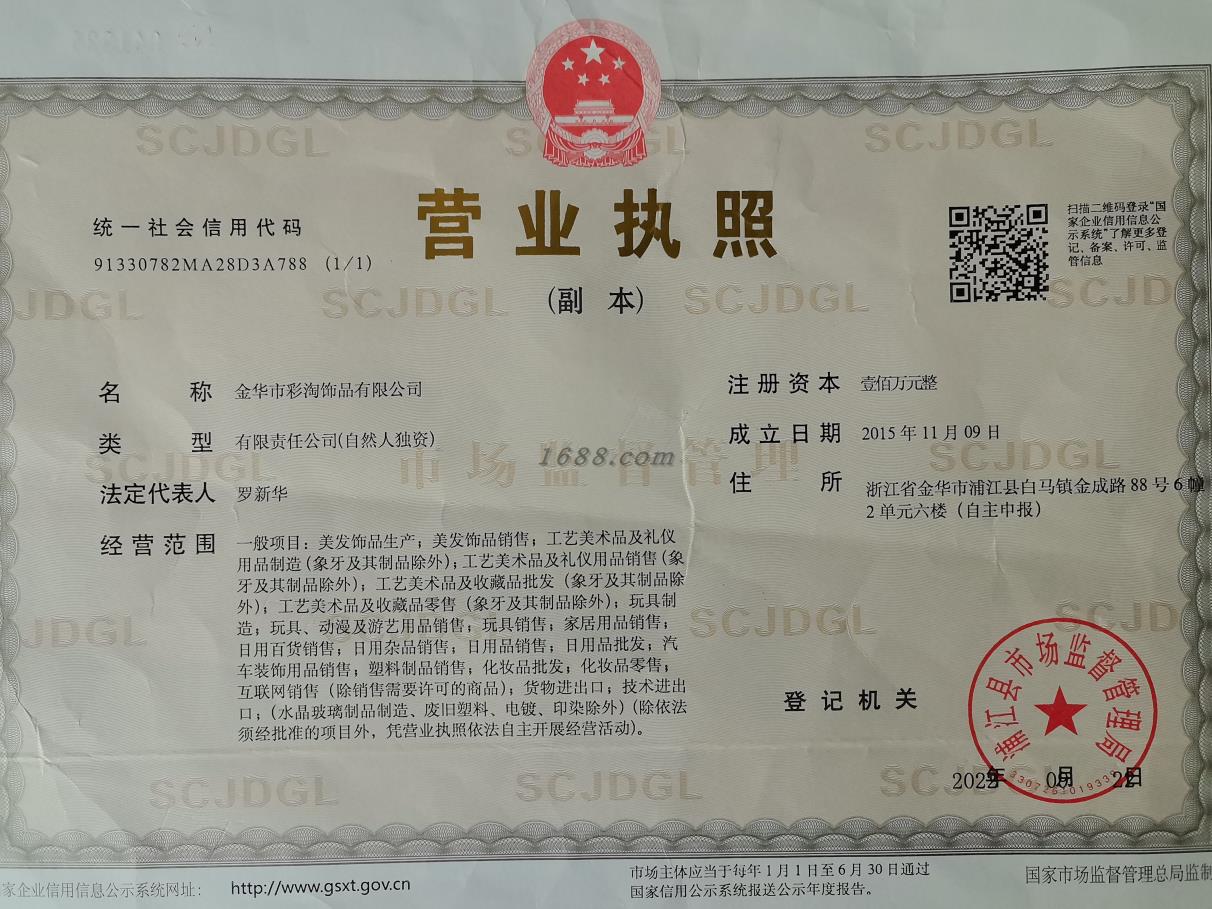 SCJDGL
营业执照
(副 本)
统一社会信用代码
91330782MA28D3A788 (1/1)
扫描二维码登录“国
家企业信用信息公
示系统”了解更多登
记、备案、许可、监
管信息
名 称 金华市彩淘饰品有限公司
类 型 有限责任公司(自然人独资)
法定代表人 罗新华
经营范围 一般项目：美发饰品生产；美发饰品销售；工艺美术品及礼仪
用品制造(象牙及其制品除外)；工艺美术品及礼仪用品销售(象
牙及其制品除外)；工艺美术品及收藏品批发（象牙及其制品除
外)；工艺美术品及收藏品零售（象牙及其制品除外)；玩具制
造；玩具、动漫及游艺用品销售；玩具销售；家居用品销售；
日用百货销售；日用杂品销售；日用品销售；日用品批发；汽
车装饰用品销售；塑料制品销售；化妆品批发；化妆品零售；
互联网销售（除销售需要许可的商品)；货物进出口；技术进出
口；(水晶玻璃制品制造、废旧塑料、电镀、印染除外)(除依法
须经批准的项目外，凭营业执照依法自主开展经营活动)。
注册资本 壹佰万元整
成立日期 2015年11月09日
住 所 浙江省金华市浦江县白马镇金成路88号6幢
2单元六楼（自主申报）
市场监督管理
1688.com
登记机关
浦江县市场监督管理局
年 月 日
家企业信用信息公示系统网址： http://www.gsxt.gov.cn
市场主体应当于每年1月1日至6月30日通过
国家信用公示系统报送公示年度报告。
国家市场监督管理总局监制